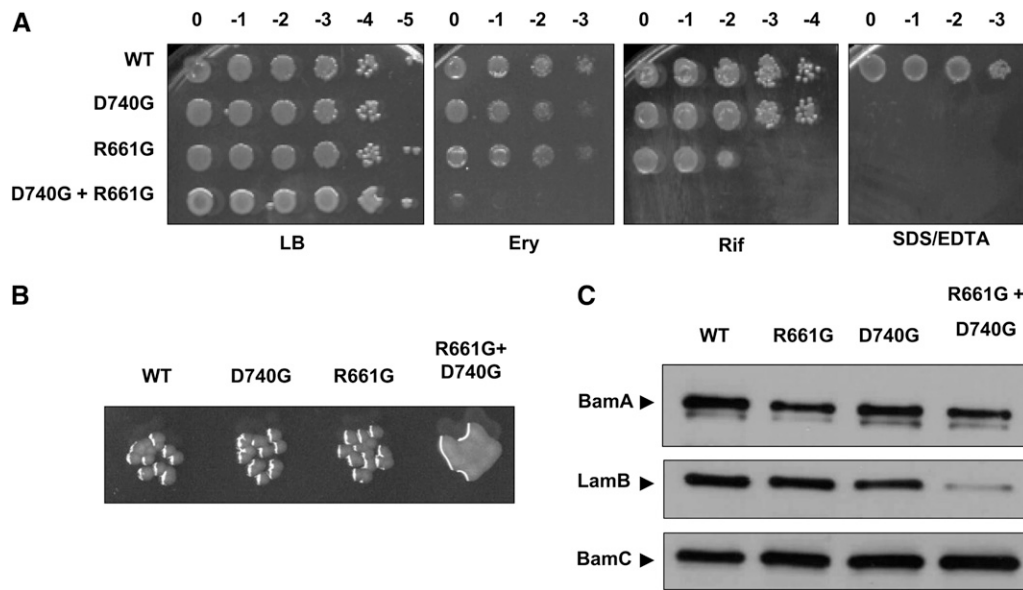 A
0 -1 -2 -3 -4 -5 0 -1 -2 -3 0 -1 -2 -3 -4 0 -1 -2 -3
WT
D740G
R661G
D740G + R661G
LB Ery Rif SDS/EDTA
B
WT D740G R661G R661G+
D740G
C
WT R661G D740G R661G +
D740G
BamA
LamB
BamC